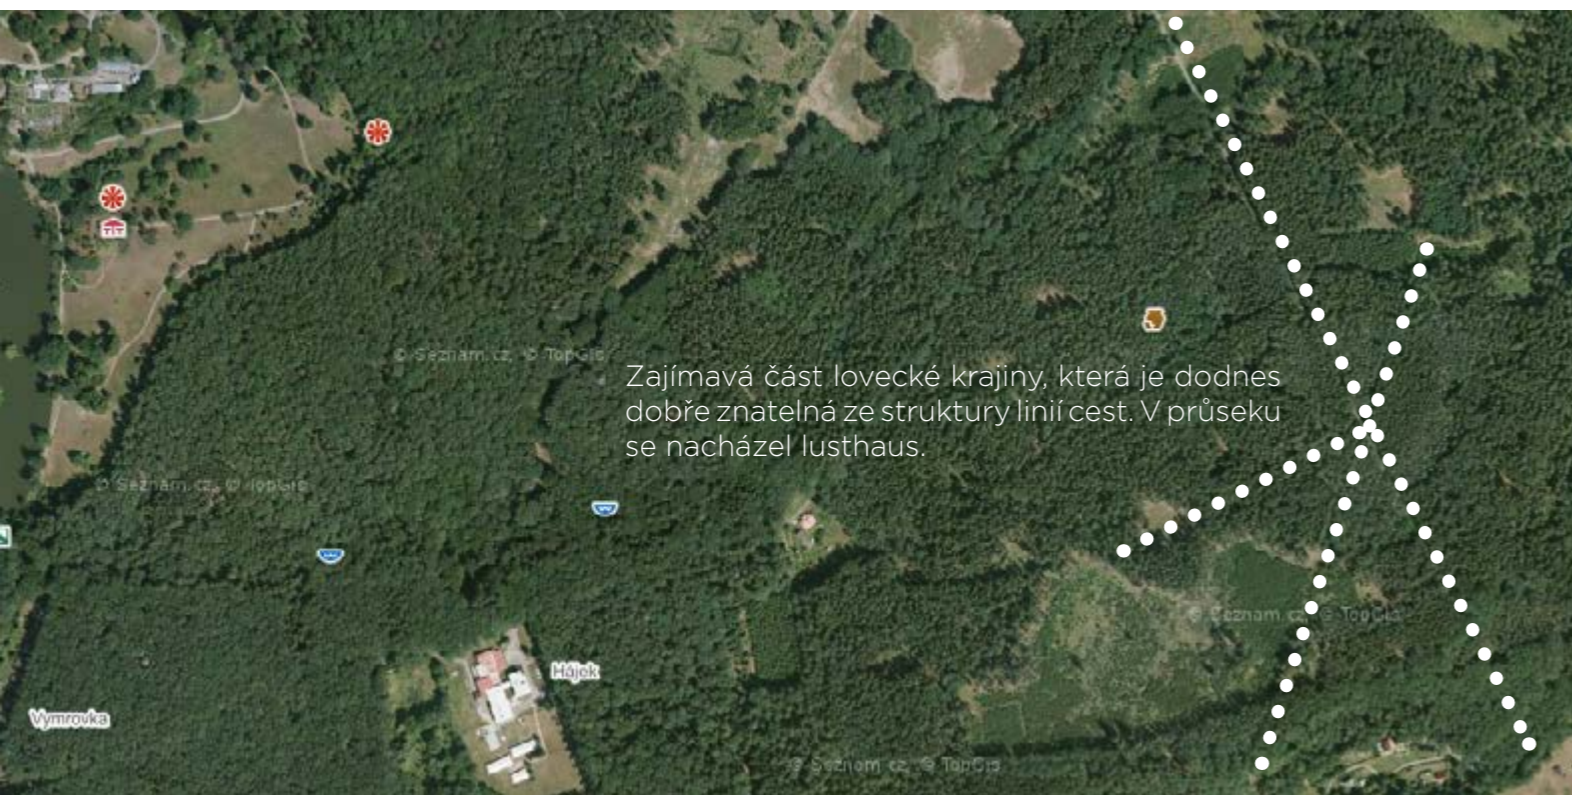 © Seznam.cz, © TopGis
Zajímavá část lovecké krajiny, která je dodnes
dobře znatelná ze struktury linií cest. V průseku
se nacházel lusthaus.
© Seznam.cz, © TopGis
© Seznam.cz, © TopGis
Hájek
Vymrovka
© Seznam.cz, © TopGis